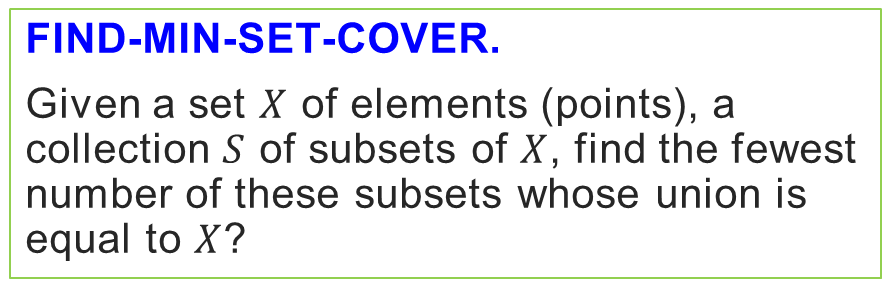 FIND-MIN-SET-COVER.
Given a set X of elements (points), a
collection S of subsets of X, find the fewest
number of these subsets whose union is
equal to X?